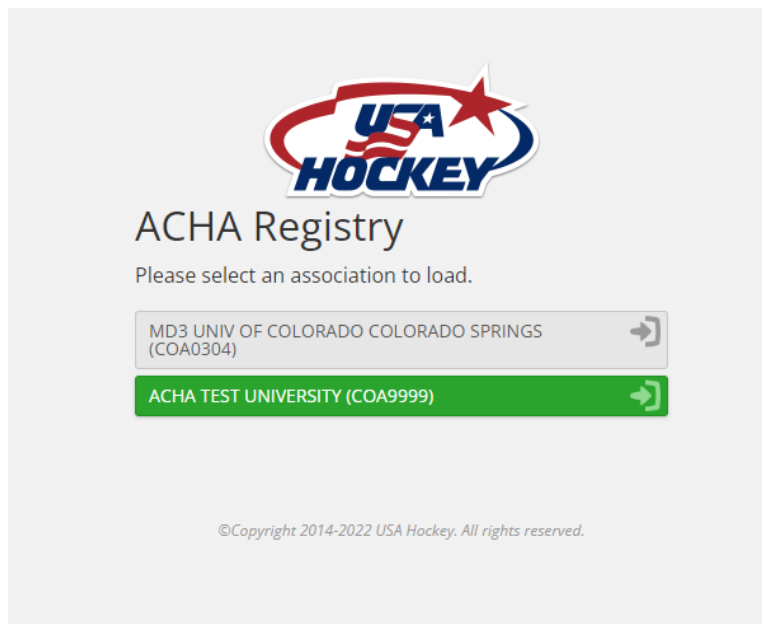 USA
HOCKEY
ACHA Registry
Please select an association to load.
MD3 UNIV OF COLORADO COLORADO SPRINGS
(COA0304)
ACHA TEST UNIVERSITY (COA9999)
©Copyright 2014-2022 USA Hockey. All rights reserved.